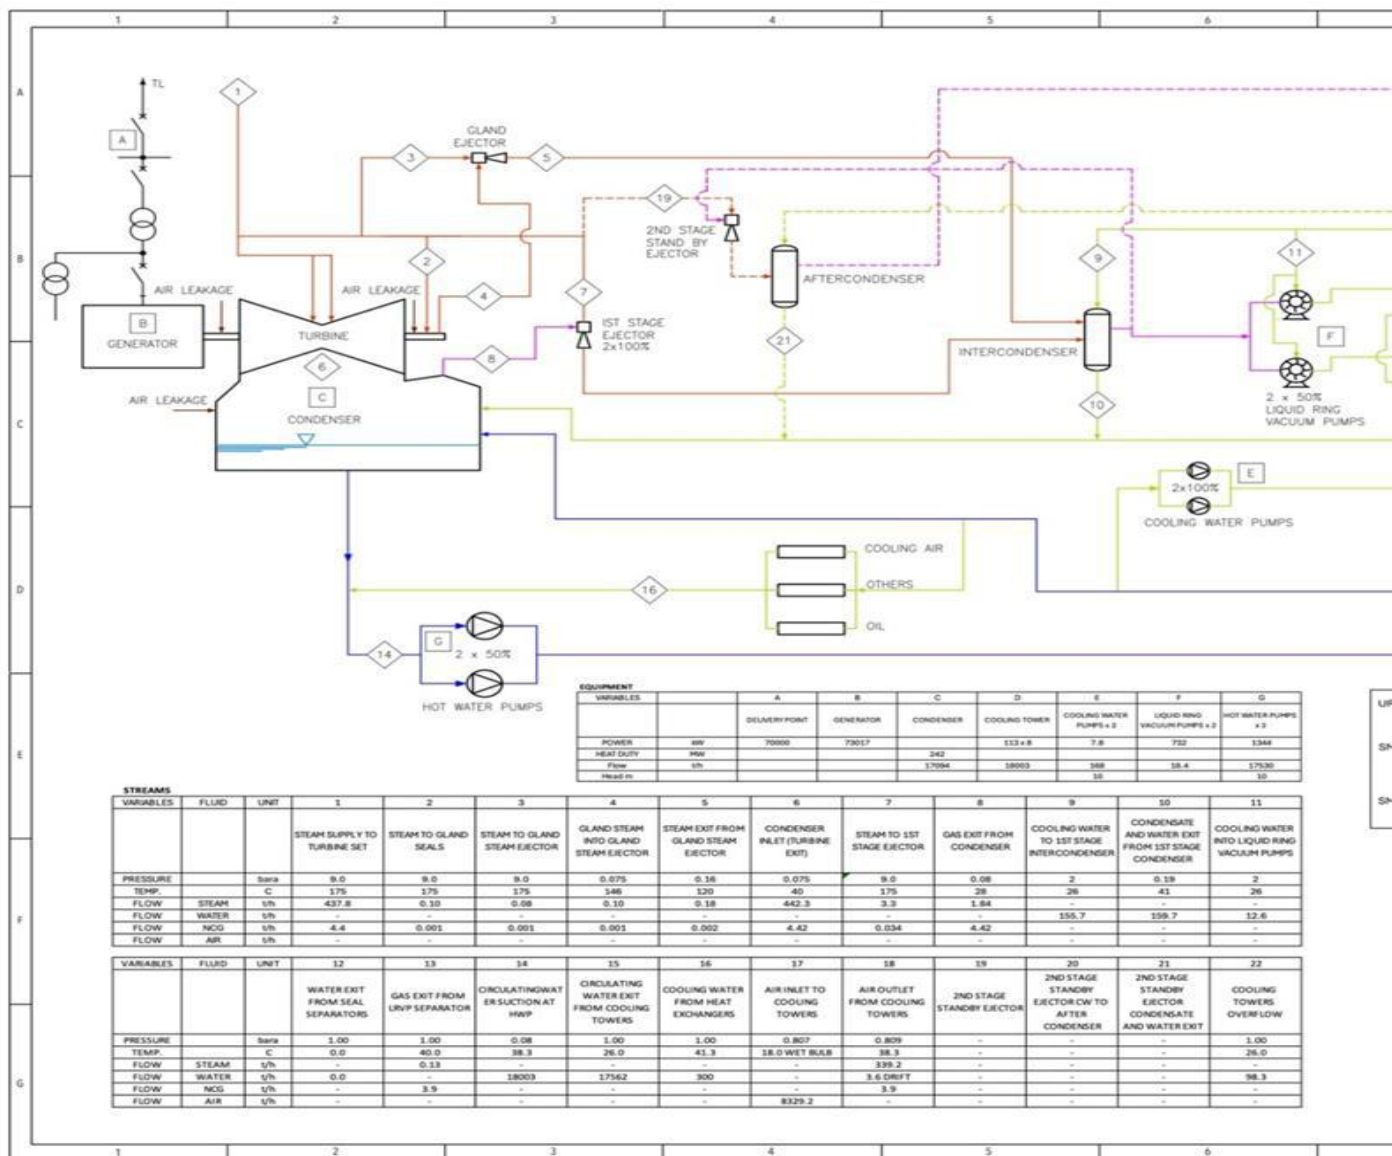 1 2 3 4 5 6
A
B
C
D
E
F
G
TL
A
1
GLAND
EJECTOR
3
5
19
2ND STAGE
STAND BY
EJECTOR
AFTERCONDENSER
9
11
2
AIR LEAKAGE
AIR LEAKAGE
4
7
B
GENERATOR
TURBINE
1ST STAGE
EJECTOR
2x100%
21
INTERCONDENSER
F
8
6
C
CONDENSER
AIR LEAKAGE
10
2 x 50%
LIQUID RING
VACUUM PUMPS
E
2x100%
COOLING WATER PUMPS
COOLING AIR
OTHERS
OIL
16
14
G
2 x 50%
HOT WATER PUMPS
EQUIPMENT
VARIABLES A B C D E F G
DELIVERY POINT GENERATOR CONDENSER COOLING TOWER COOLING WATER PUMPS x 2 LIQUID RING VACUUM PUMPS x 2 HOT WATER PUMPS x 2
POWER kW 70000 73017 113 x 8 7.8 732 1344
HEAT DUTY MW 242
Flow t/h 17094 18003 168 18.4 17530
Head m 10 10
STREAMS
VARIABLES FLUID UNIT 1 2 3 4 5 6 7 8 9 10 11
STEAM SUPPLY TO TURBINE SET STEAM TO GLAND SEALS STEAM TO GLAND STEAM EJECTOR GLAND STEAM INTO GLAND STEAM EJECTOR STEAM EXIT FROM GLAND STEAM EJECTOR CONDENSER INLET (TURBINE EXIT) STEAM TO 1ST STAGE EJECTOR GAS EXIT FROM CONDENSER COOLING WATER TO 1ST STAGE INTERCONDENSER CONDENSATE AND WATER EXIT FROM 1ST STAGE CONDENSER COOLING WATER INTO LIQUID RING VACUUM PUMPS
PRESSURE bara 9.0 9.0 9.0 0.075 0.16 0.075 9.0 0.08 2 0.19 2
TEMP. C 175 175 175 146 120 40 175 28 26 41 26
FLOW STEAM t/h 437.8 0.10 0.08 0.10 0.18 442.3 3.3 1.84 - - -
FLOW WATER t/h - - - - - - - - 155.7 159.7 12.6
FLOW NCG t/h 4.4 0.001 0.001 0.001 0.002 4.42 0.034 4.42 - - -
FLOW AIR t/h - - - - - - - - - - -
VARIABLES FLUID UNIT 12 13 14 15 16 17 18 19 20 21 22
WATER EXIT FROM SEAL SEPARATORS GAS EXIT FROM LRVP SEPARATOR CIRCULATINGWATER SUCTION AT HWP CIRCULATING WATER EXIT FROM COOLING TOWERS COOLING WATER FROM HEAT EXCHANGERS AIR INLET TO COOLING TOWERS AIR OUTLET FROM COOLING TOWERS 2ND STAGE STANDBY EJECTOR 2ND STAGE STANDBY EJECTOR CW TO AFTER CONDENSER 2ND STAGE STANDBY EJECTOR CONDENSATE AND WATER EXIT COOLING TOWERS OVERFLOW
PRESSURE bara 1.00 1.00 0.08 1.00 1.00 0.807 0.809 - - - 1.00
TEMP. C 0.0 40.0 38.3 26.0 41.3 18.0 WET BULB 38.3 - - - 26.0
FLOW STEAM t/h - 0.13 - - - - 339.2 - - - -
FLOW WATER t/h 0.0 - 18003 17562 300 - 3.6 DRIFT - - - 98.3
FLOW NCG t/h - 3.9 - - - - 3.9 - - - -
FLOW AIR t/h - - - - - 8329.2 - - - - -
1 2 3 4 5 6